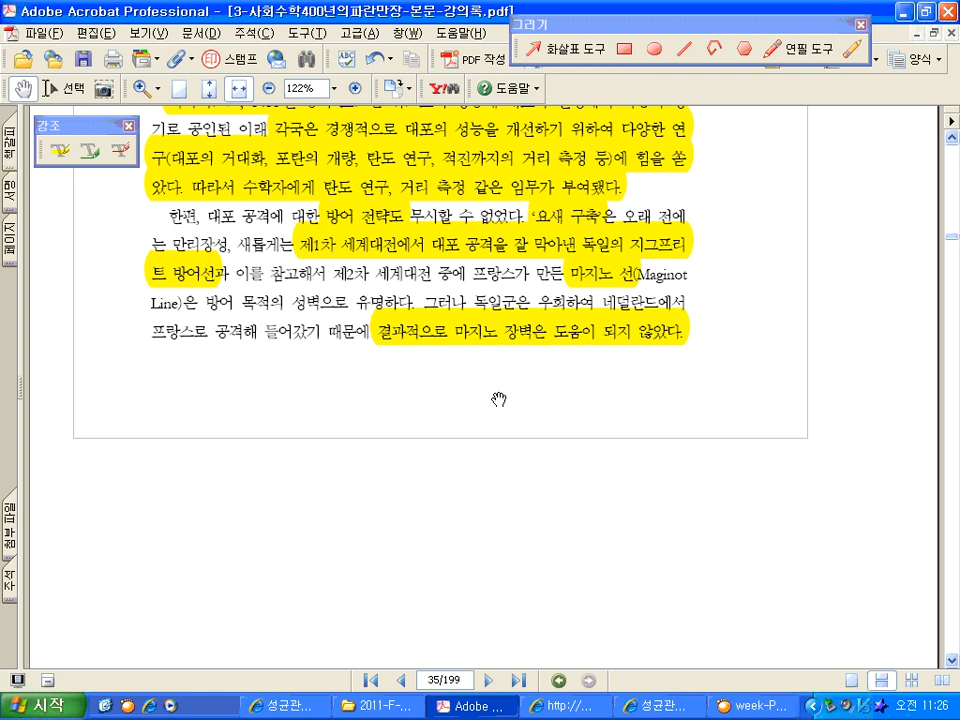 Adobe Acrobat Professional - [3-사회수학400년의파란만장-본문-강의록.pdf]
그리기
파일(F) 편집(E) 보기(V) 문서(D) 주석(C) 도구(T) 고급(A) 창(W) 도움말(H)
화살표 도구 연필 도구
스탬프 PDF 작성 양식
선택 122% Y! 도움말
강조
기로 공인된 이래 각국은 경쟁적으로 대포의 성능을 개선하기 위하여 다양한 연
구(대포의 거대화, 포탄의 개량, 탄도 연구, 적진까지의 거리 측정 등)에 힘을 쏟
았다. 따라서 수학자에게 탄도 연구, 거리 측정 같은 임무가 부여됐다.
한편, 대포 공격에 대한 방어 전략도 무시할 수 없었다. ‘요새 구축’은 오래 전에
는 만리장성, 새롭게는 제1차 세계대전에서 대포 공격을 잘 막아낸 독일의 지그프리
트 방어선과 이를 참고해서 제2차 세계대전 중에 프랑스가 만든 마지노 선(Maginot
Line)은 방어 목적의 성벽으로 유명하다. 그러나 독일군은 우회하여 네덜란드에서
프랑스로 공격해 들어갔기 때문에 결과적으로 마지노 장벽은 도움이 되지 않았다.
책갈피
서명
페이지
첨부 파일
주석
35/199
시작 성균관... 2011-F-... Adobe ... http://... 성균관... week-P... 오전 11:26